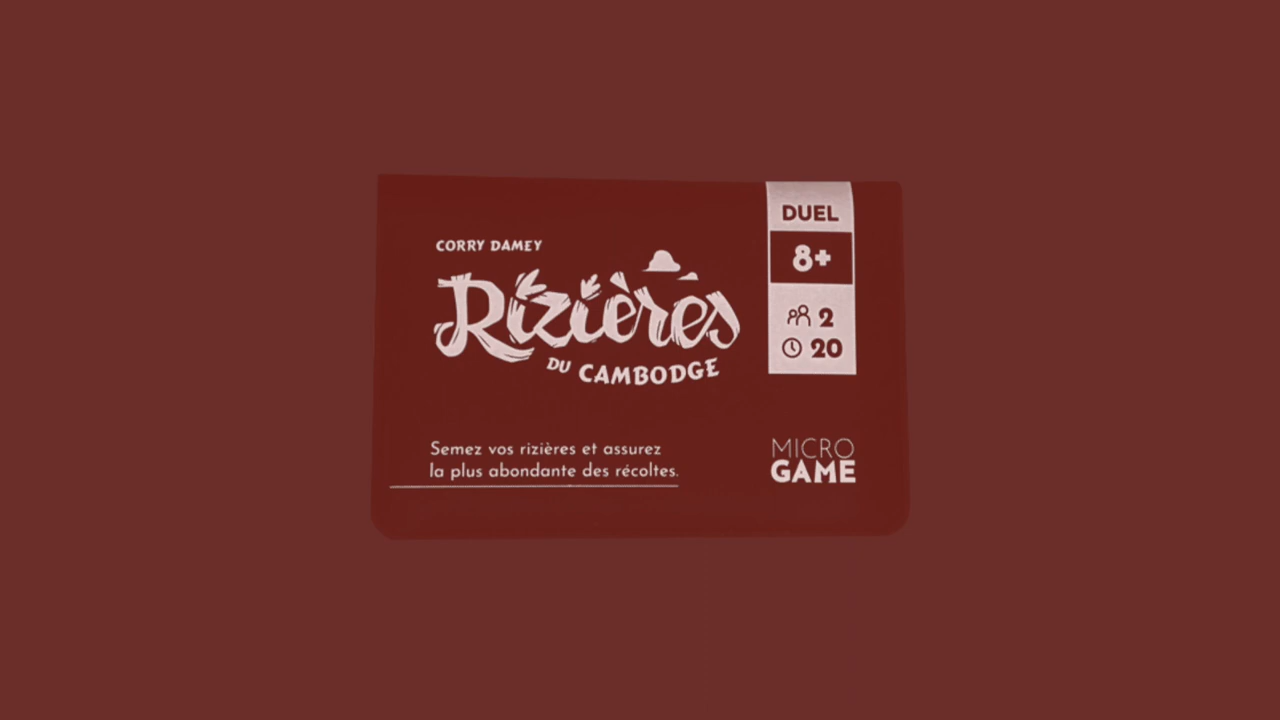 CORRY DAMEY
Rizières
DU CAMBODGE
Semez vos rizières et assurez
la plus abondante des récoltes.
DUEL
8+
2
20
MICRO
GAME